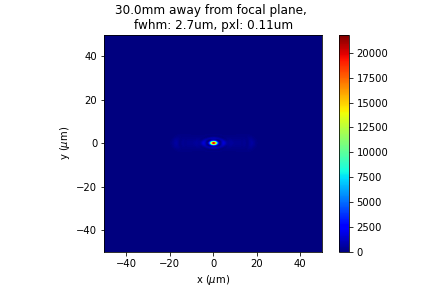 30.0mm away from focal plane,
fwhm: 2.7um, pxl: 0.11um
40
20
0
−20
−40
y (μm)
−40 −20 0 20 40
x (μm)
20000
17500
15000
12500
10000
7500
5000
2500
0